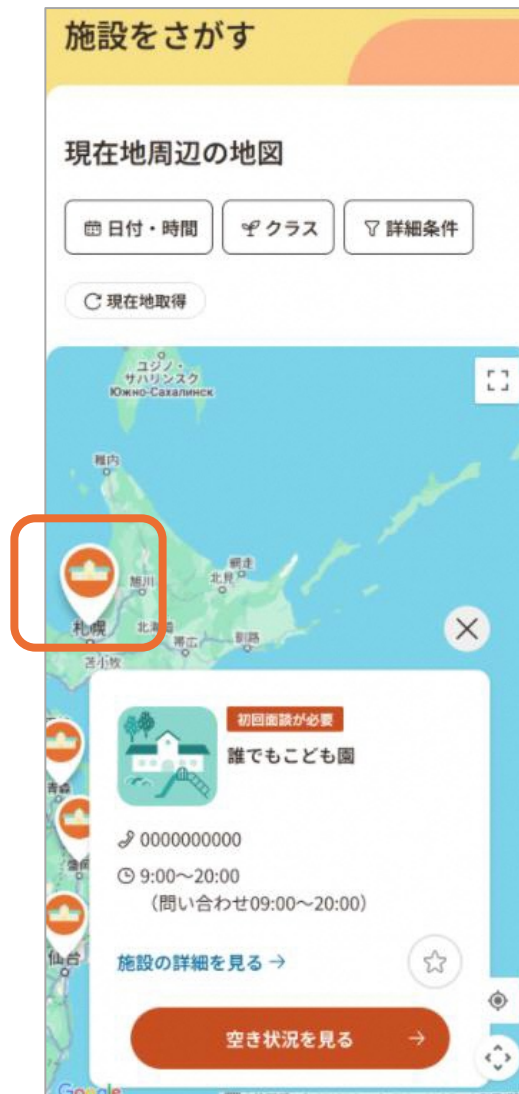 施設をさがす
現在地周辺の地図
日付・時間
クラス
詳細条件
現在地取得
ユジノ・
サハリンスク
Южно-Сахалинск
稚内
旭川
網走
北見
札幌
北海道
帯広
釧路
苫小牧
初回面談が必要
誰でもこども園
0000000000
9:00～20:00
（問い合わせ09:00～20:00）
青森
盛岡
仙台
施設の詳細を見る→
空き状況を見る →
Google